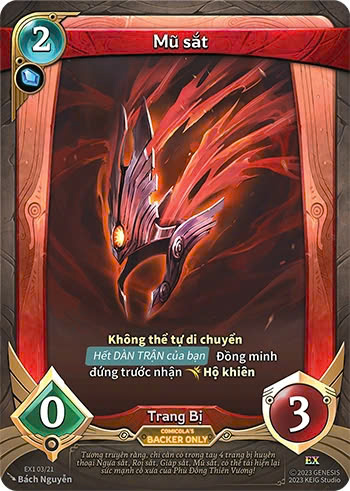 2
Mũ sắt
Không thể tự di chuyển
Hết DÀN TRẬN của bạn Đồng minh
đứng trước nhận Hộ khiên
0
Trang Bị
3
COMICOLA'S
BACKER ONLY
EX
Tương truyền rằng, chỉ cần có trong tay 4 trang bị huyền
thoại Ngựa sắt, Roi sắt, Giáp sắt, Mũ sắt, có thể tái hiện lại
sức mạnh cổ xưa của Phù Đổng Thiên Vương!
EX1 03/21
Bách Nguyễn
©2023 GENESIS
2023 KEIG Studio